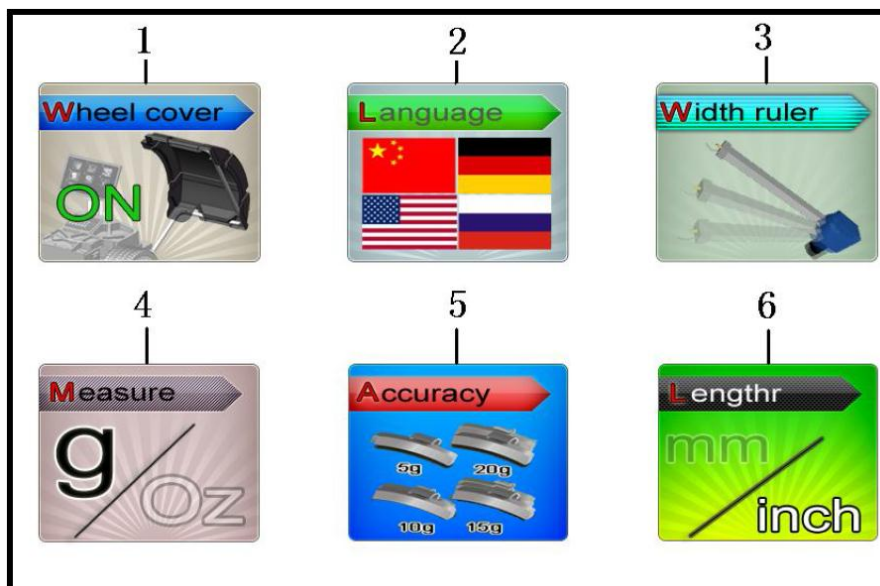 1 2 3
Wheel cover Language Width ruler
ON
4 5 6
Measure Accuracy Lengthr
g 5g 20g mm
Oz 10g 15g inch